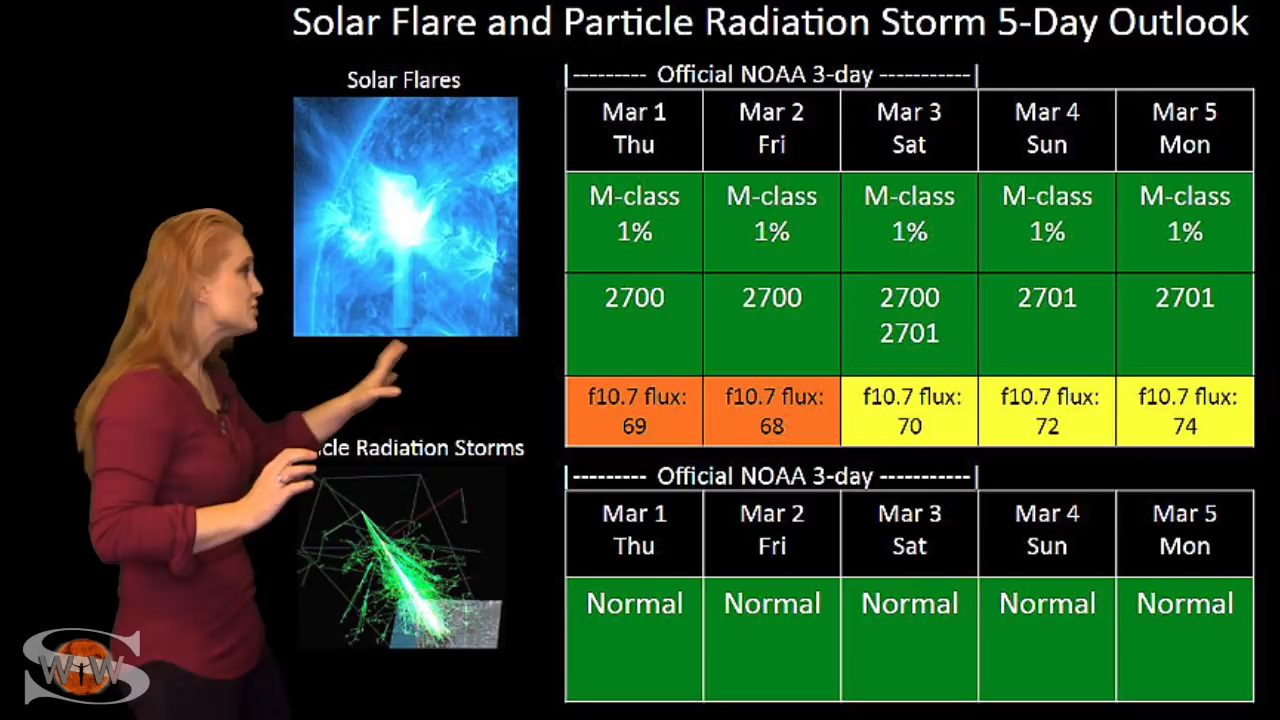 Solar Flare and Particle Radiation Storm 5-Day Outlook
Solar Flares
|--------- Official NOAA 3-day -----------|
Mar 1 Mar 2 Mar 3 Mar 4 Mar 5
Thu Fri Sat Sun Mon
M-class M-class M-class M-class M-class
1% 1% 1% 1% 1%
2700 2700 2700 2701 2701
2701
f10.7 flux: f10.7 flux: f10.7 flux: f10.7 flux: f10.7 flux:
69 68 70 72 74
cle Radiation Storms
|--------- Official NOAA 3-day -----------|
Mar 1 Mar 2 Mar 3 Mar 4 Mar 5
Thu Fri Sat Sun Mon
Normal Normal Normal Normal Normal
S
WiW